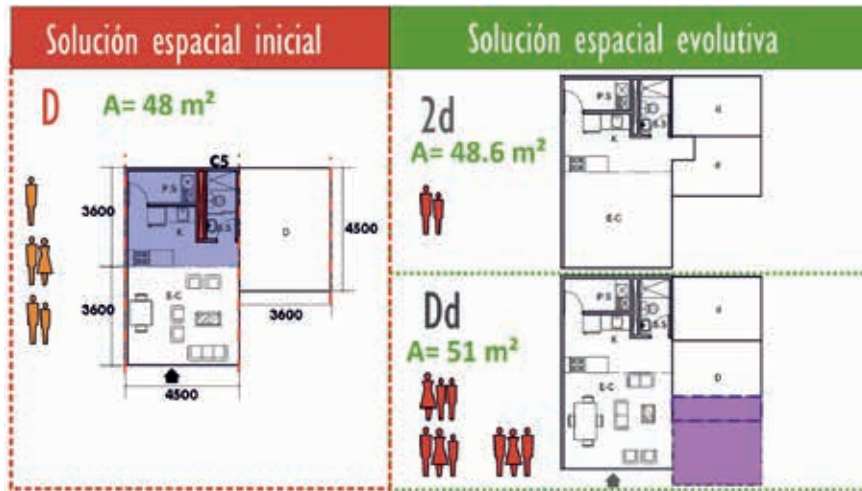 Solución espacial inicial
Solución espacial evolutiva
D
A= 48 m²
CS
P.S
K
S.S
D
E-C
3600
3600
4500
3600
4500
2d
A= 48.6 m²
P.S
K
S.S
d
d
E-C
Dd
A= 51 m²
P.S
K
S.S
d
D
E-C